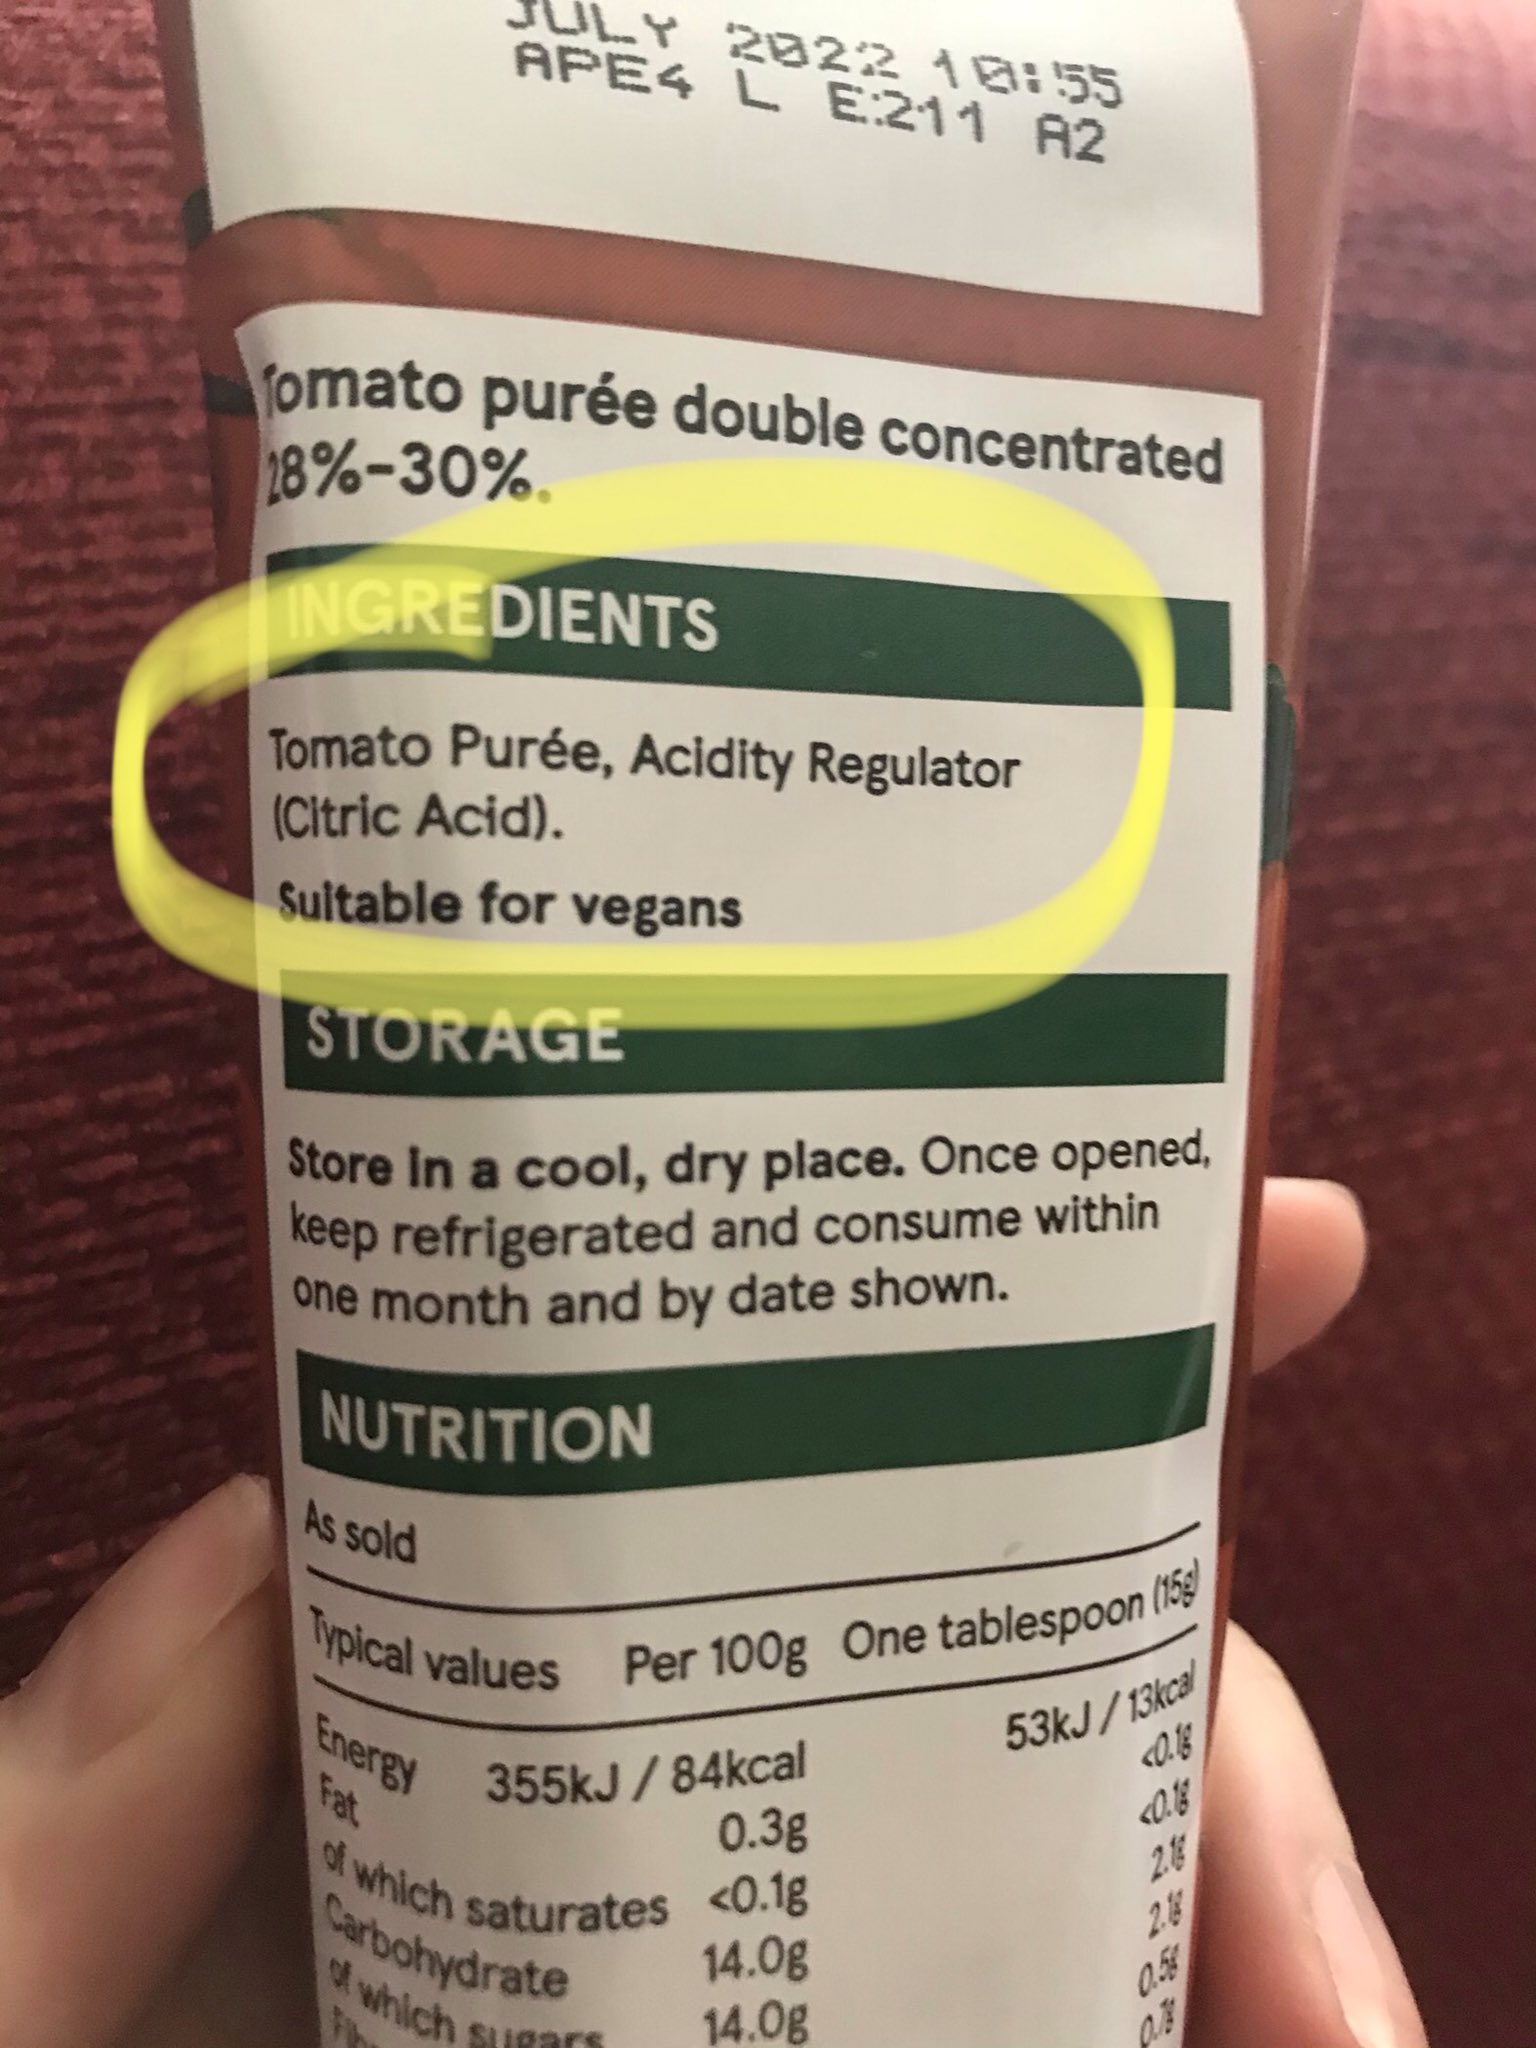 JULY 2022 10:55
APE4 L E:211 A2
Tomato purée double concentrated
28%-30%.
INGREDIENTS
Tomato Purée, Acidity Regulator
(Citric Acid).
Suitable for vegans
STORAGE
Store in a cool, dry place. Once opened,
keep refrigerated and consume within
one month and by date shown.
NUTRITION
As sold
Typical values Per 100g One tablespoon (15g)
Energy 355kJ / 84kcal 53kJ / 13kcal
Fat 0.3g <0.1g
of which saturates <0.1g <0.1g
Carbohydrate 14.0g 2.1g
of which sugars 14.0g 2.1g
0.5g
0.7g